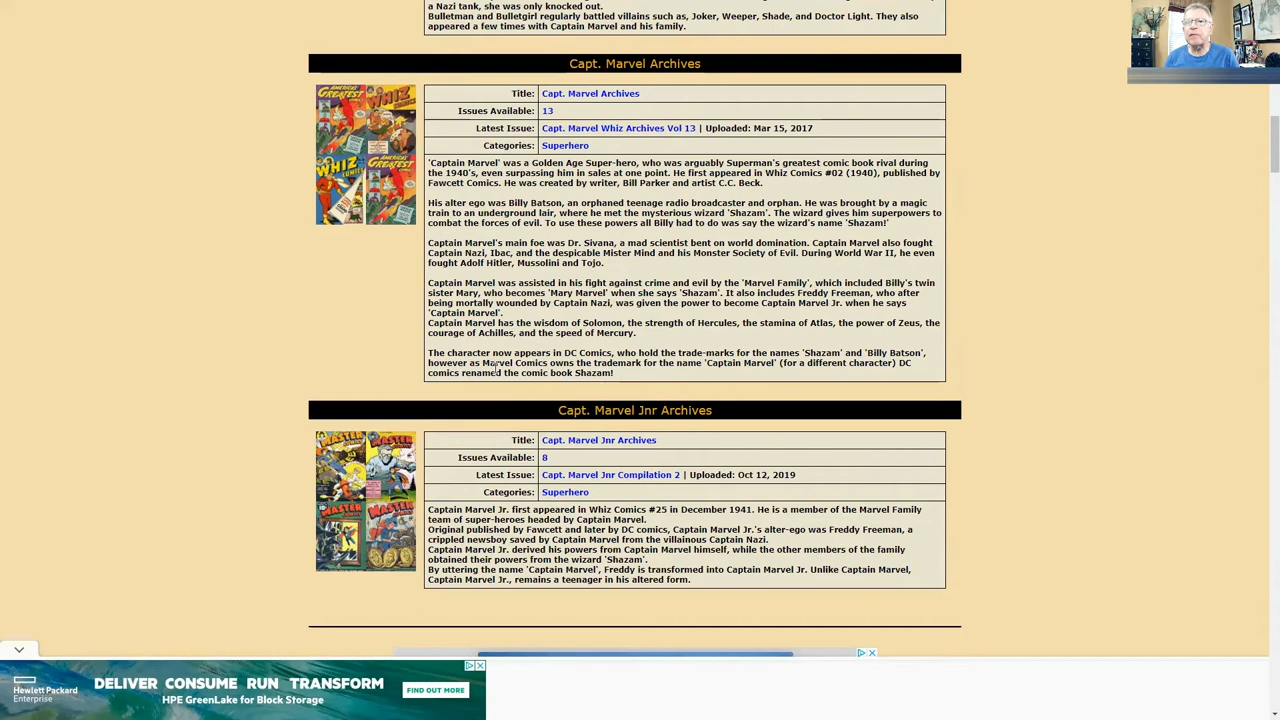 a Nazi tank, she was only knocked out.
Bulletman and Bulletgirl regularly battled villains such as, Joker, Weeper, Shade, and Doctor Light. They also
appeared a few times with Captain Marvel and his family.
Capt. Marvel Archives
Title: Capt. Marvel Archives
Issues Available: 13
Latest Issue: Capt. Marvel Whiz Archives Vol 13 | Uploaded: Mar 15, 2017
Categories: Superhero
'Captain Marvel' was a Golden Age Super-hero, who was arguably Superman's greatest comic book rival during
the 1940's, even surpassing him in sales at one point. He first appeared in Whiz Comics #02 (1940), published by
Fawcett Comics. He was created by writer, Bill Parker and artist C.C. Beck.
His alter ego was Billy Batson, an orphaned teenage radio broadcaster and orphan. He was brought by a magic
train to an underground lair, where he met the mysterious wizard 'Shazam'. The wizard gives him superpowers to
combat the forces of evil. To use these powers all Billy had to do was say the wizard's name 'Shazam!'
Captain Marvel's main foe was Dr. Sivana, a mad scientist bent on world domination. Captain Marvel also fought
Captain Nazi, Ibac, and the despicable Mister Mind and his Monster Society of Evil. During World War II, he even
fought Adolf Hitler, Mussolini and Tojo.
Captain Marvel was assisted in his fight against crime and evil by the 'Marvel Family', which included Billy's twin
sister Mary, who becomes 'Mary Marvel' when she says 'Shazam'. It also includes Freddy Freeman, who after
being mortally wounded by Captain Nazi, was given the power to become Captain Marvel Jr. when he says
'Captain Marvel'.
Captain Marvel has the wisdom of Solomon, the strength of Hercules, the stamina of Atlas, the power of Zeus, the
courage of Achilles, and the speed of Mercury.
The character now appears in DC Comics, who hold the trade-marks for the names 'Shazam' and 'Billy Batson',
however as Marvel Comics owns the trademark for the name 'Captain Marvel' (for a different character) DC
comics renamed the comic book Shazam!
AMERICA'S GREATEST WHIZ COMICS
WHIZ COMICS AMERICA'S GREATEST
Capt. Marvel Jnr Archives
Title: Capt. Marvel Jnr Archives
Issues Available: 8
Latest Issue: Capt. Marvel Jnr Compilation 2 | Uploaded: Oct 12, 2019
Categories: Superhero
Capt. Marvel Jr. first appeared in Whiz Comics #25 in December 1941. He is a member of the Marvel Family
team of super-heroes headed by Captain Marvel.
Original published by Fawcett and later by DC comics, Captain Marvel Jr.'s alter-ego was Freddy Freeman, a
crippled newsboy saved by Captain Marvel from the villainous Captain Nazi.
Captain Marvel Jr. derived his powers from Captain Marvel himself, while the other members of the family
obtained their powers from the wizard 'Shazam'.
By uttering the name 'Captain Marvel', Freddy is transformed into Captain Marvel Jr. Unlike Captain Marvel,
Captain Marvel Jr., remains a teenager in his altered form.
MASTER MASTER
MASTER MASTER
Hewlett Packard
Enterprise
DELIVER CONSUME RUN TRANSFORM
HPE GreenLake for Block Storage
FIND OUT MORE